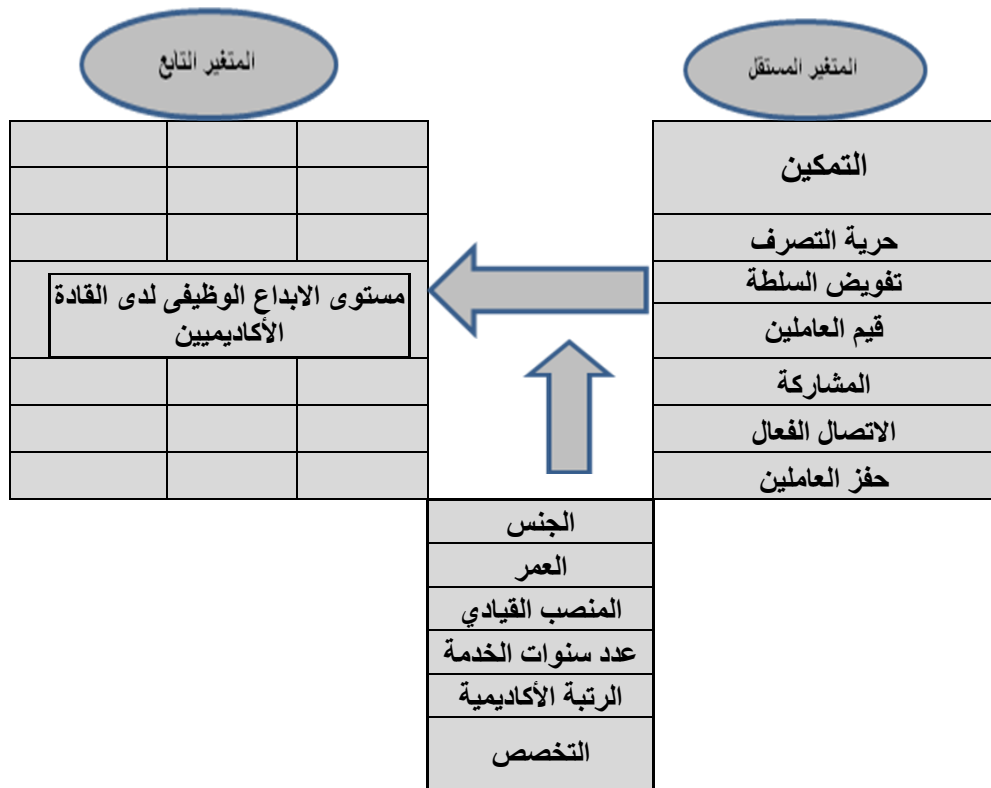 المتغير المستقل
المتغير التابع
التمكين
حرية التصرف
تفويض السلطة
قيم العاملين
المشاركة
الاتصال الفعال
حفز العاملين
مستوى الابداع الوظيفى لدى القادة
الأكاديميين
الجنس
العمر
المنصب القيادي
عدد سنوات الخدمة
الرتبة الأكاديمية
التخصص